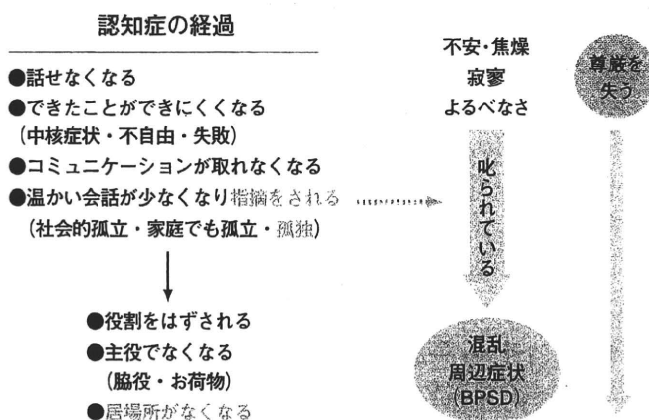 認知症の経過
●話せなくなる
●できたことができにくくなる
(中核症状・不自由・失敗)
●コミュニケーションが取れなくなる
●温かい会話が少なくなり指摘をされる
(社会的孤立・家庭でも孤立・孤独)
●役割をはずされる
●主役でなくなる
(脇役・お荷物)
●居場所がなくなる
不安・焦燥
寂寥
よるべなさ
叱られている
混乱
周辺症状
(BPSD)
尊厳を
失う